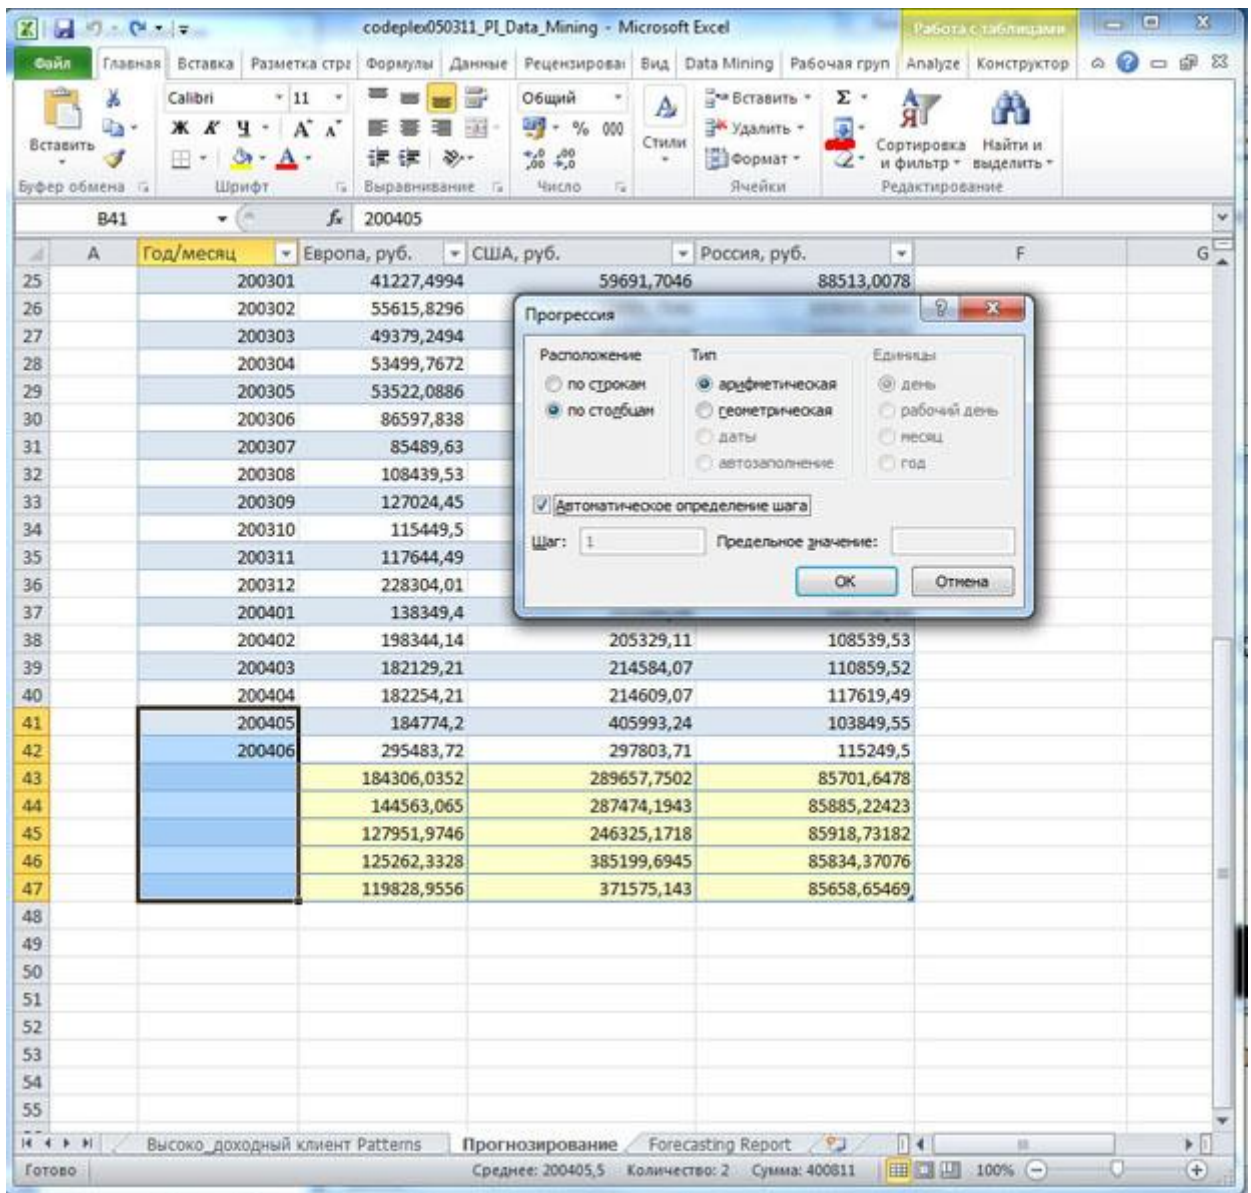 codeplex050311_PI_Data_Mining - Microsoft Excel Работа с таблицами
Файл Главная Вставка Разметка стра Формулы Данные Рецензирован Вид Data Mining Рабочая груп Analyze Конструктор
Calibri 11 Общий Вставить Σ
Вставить Ж К Ч % 000 Стили Удалить Сортировка и фильтр Найти и выделить
Формат
Буфер обмена Шрифт Выравнивание Число Ячейки Редактирование
B41 fx 200405
A Год/месяц Европа, руб. США, руб. Россия, руб. F G
25 200301 41227,4994 59691,7046 88513,0078
26 200302 55615,8296
27 200303 49379,2494
28 200304 53499,7672
29 200305 53522,0886
30 200306 86597,838
31 200307 85489,63
32 200308 108439,53
33 200309 127024,45
34 200310 115449,5
35 200311 117644,49
36 200312 228304,01
37 200401 138349,4
38 200402 198344,14 205329,11 108539,53
39 200403 182129,21 214584,07 110859,52
40 200404 182254,21 214609,07 117619,49
41 200405 184774,2 405993,24 103849,55
42 200406 295483,72 297803,71 115249,5
43 184306,0352 289657,7502 85701,6478
44 144563,065 287474,1943 85885,22423
45 127951,9746 246325,1718 85918,73182
46 125262,3328 385199,6945 85834,37076
47 119828,9556 371575,143 85658,65469
48
49
50
51
52
53
54
55
Прогрессия
Расположение Тип Единицы
по строкам арифметическая день
по столбцам геометрическая рабочий день
даты месяц
автозаполнение год
Автоматическое определение шага
Шаг: 1 Предельное значение:
ОК Отмена
Высоко_доходный клиент Patterns Прогнозирование Forecasting Report
Готово Среднее: 200405,5 Количество: 2 Сумма: 400811 100%